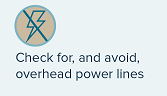 Check for, and avoid,
overhead power lines